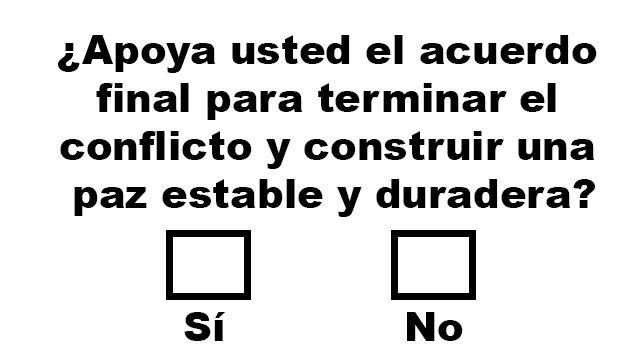 ¿Apoya usted el acuerdo
final para terminar el
conflicto y construir una
paz estable y duradera?
Sí No